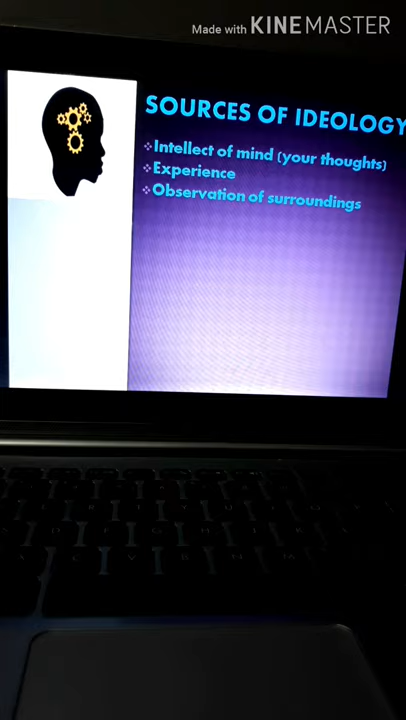 Made with KINEMASTER
SOURCES OF IDEOLOGY
❖Intellect of mind (your thoughts)
❖Experience
❖Observation of surroundings